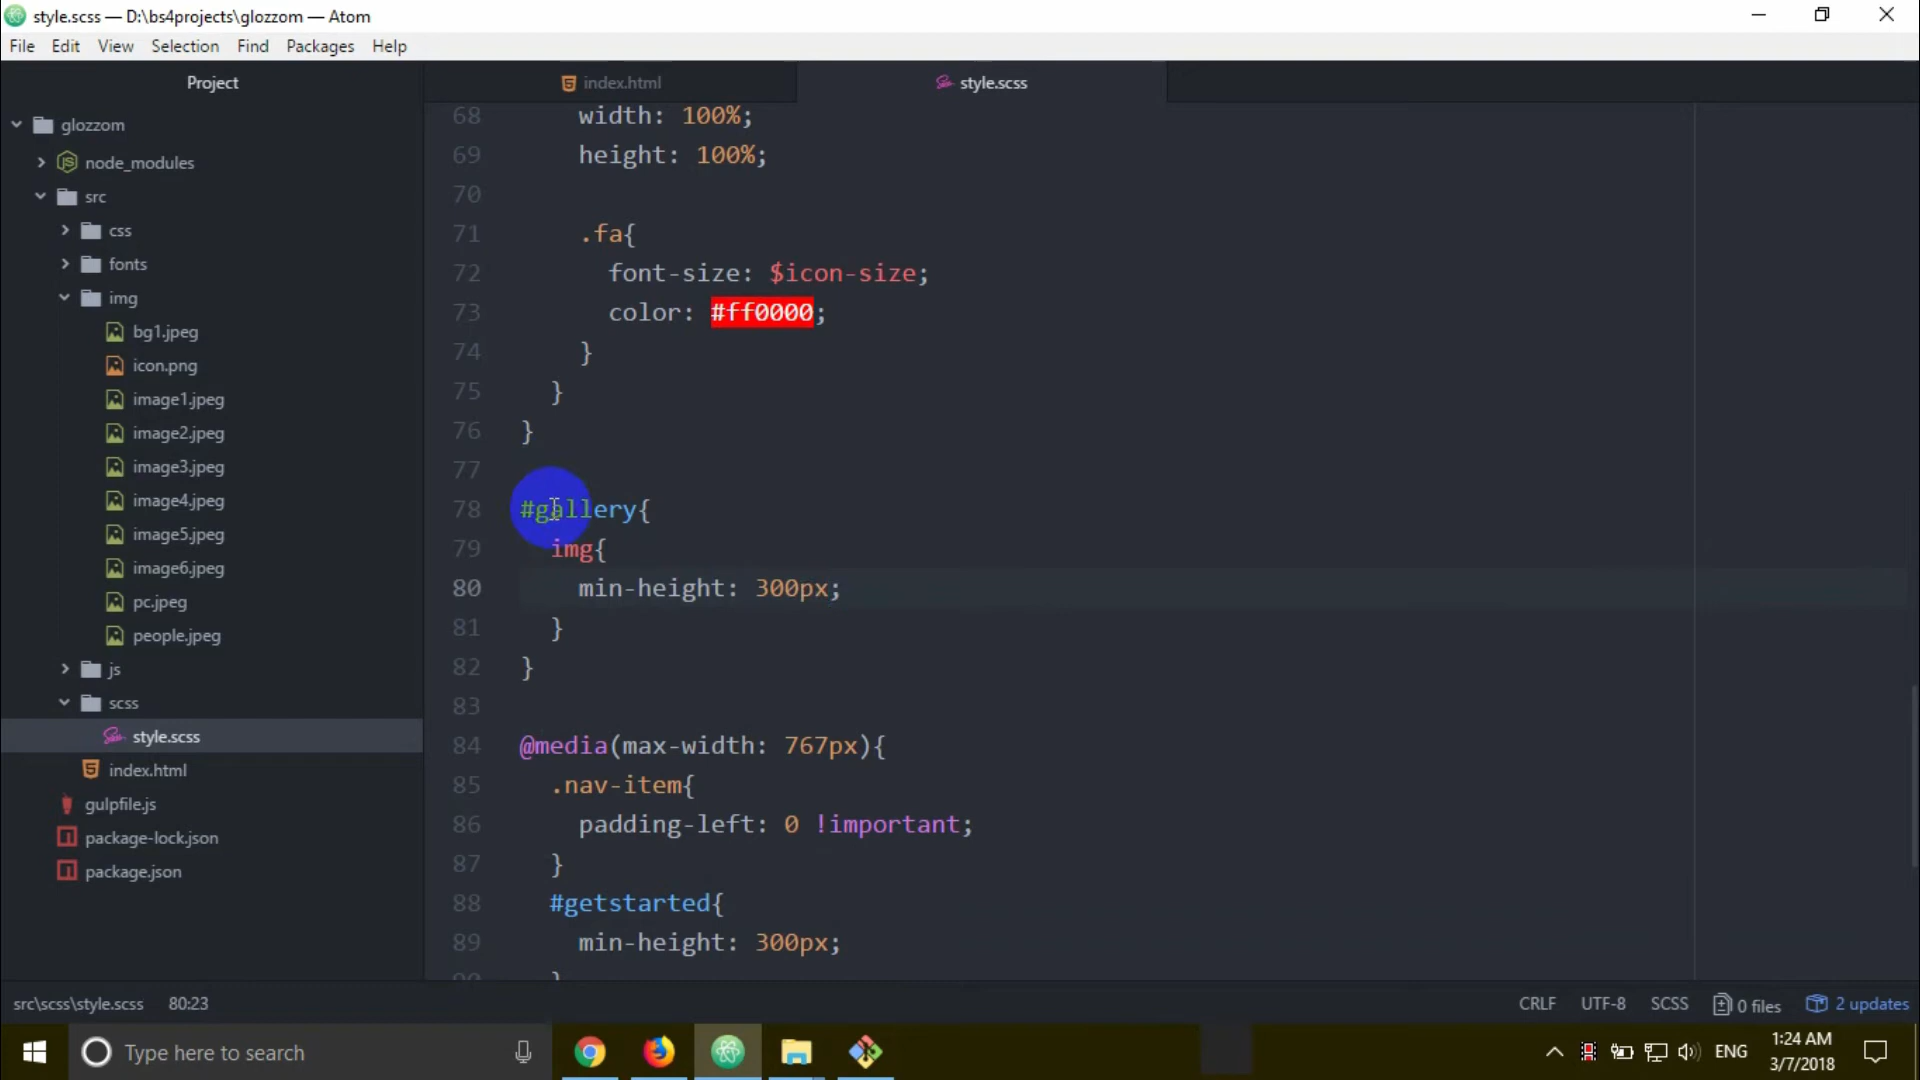 style.scss — D:\bs4projects\glozzom — Atom
File Edit View Selection Find Packages Help
Project
index.html
style.scss
glozzom
node_modules
src
css
fonts
img
bg1.jpeg
icon.png
image1.jpeg
image2.jpeg
image3.jpeg
image4.jpeg
image5.jpeg
image6.jpeg
pc.jpeg
people.jpeg
js
scss
style.scss
index.html
gulpfile.js
package-lock.json
package.json
68 width: 100%;
69 height: 100%;
70
71 .fa{
72 font-size: $icon-size;
73 color: #ff0000;
74 }
75 }
76 }
77
78 #gallery{
79 img{
80 min-height: 300px;
81 }
82 }
83
84 @media(max-width: 767px){
85 .nav-item{
86 padding-left: 0 !important;
87 }
88 #getstarted{
89 min-height: 300px;
90 }
src\scss\style.scss 80:23
CRLF UTF-8 SCSS 0 files 2 updates
Type here to search
ENG
1:24 AM
3/7/2018